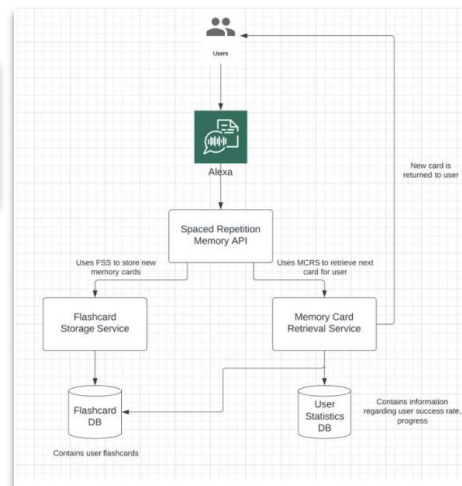 Users
Alexa
New card is
returned to user
Spaced Repetition
Memory API
Uses FSS to store new
memory cards
Uses MCRS to retrieve next
card for user
Flashcard
Storage Service
Memory Card
Retrieval Service
Flashcard
DB
User
Statistics
DB
Contains information
regarding user success rate,
progress
Contains user flashcards